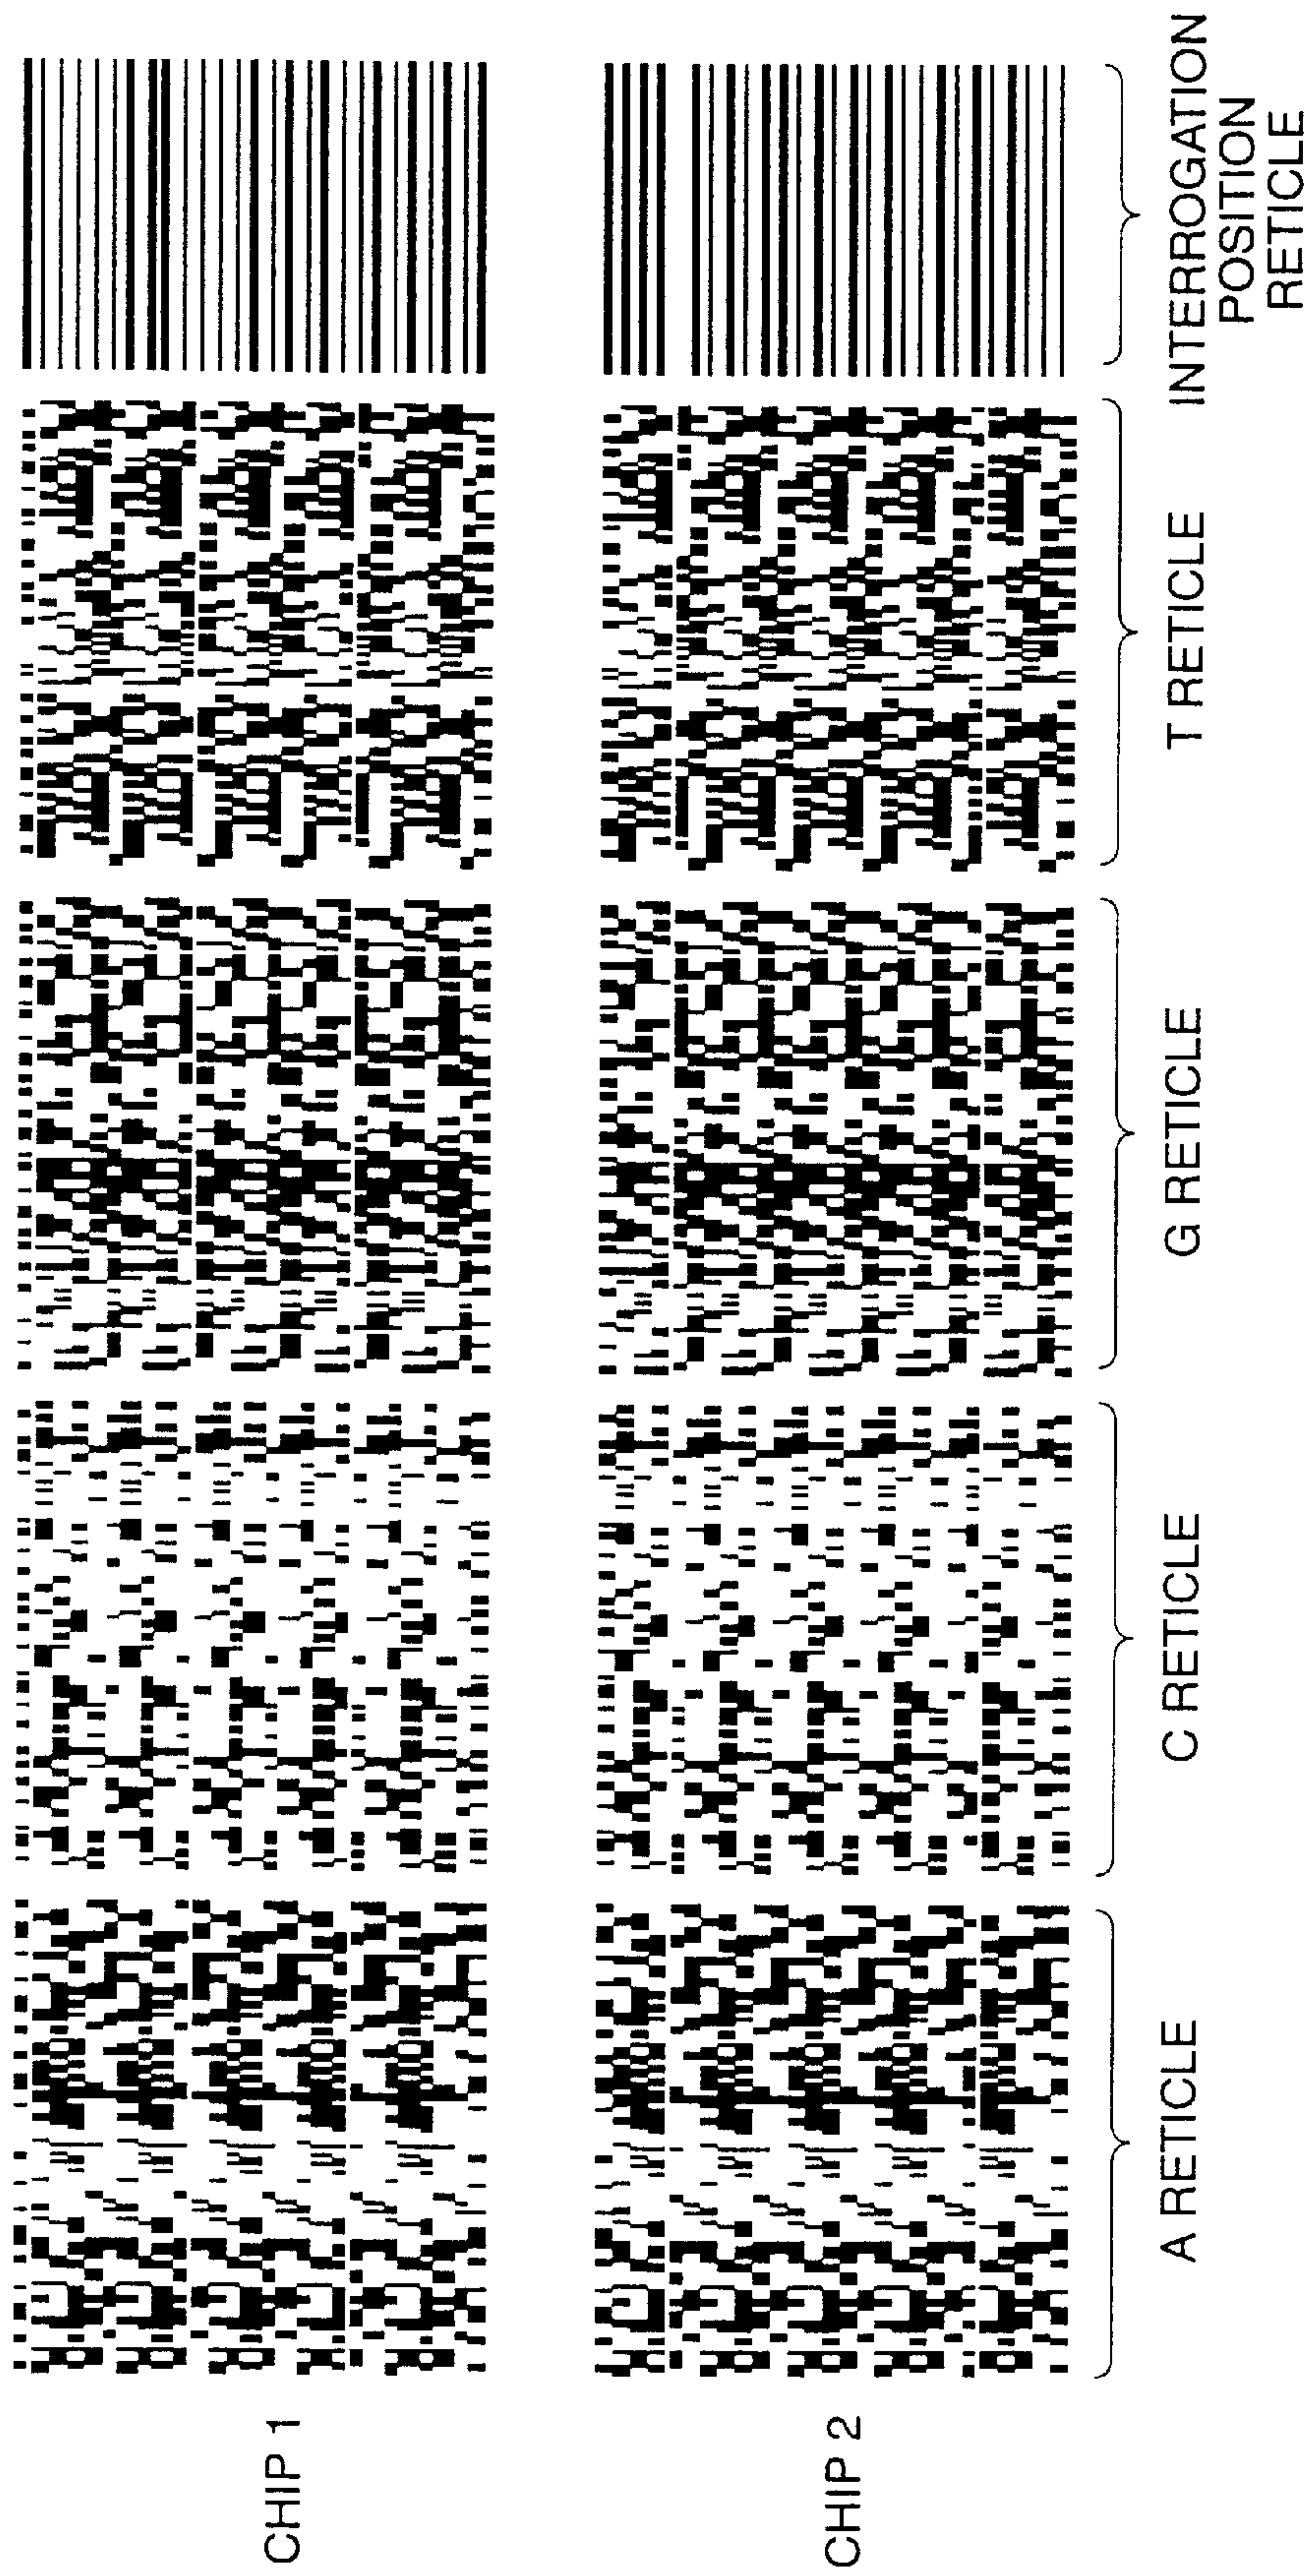 CHIP 1
CHIP 2
A RETICLE
C RETICLE
G RETICLE
T RETICLE
INTERROGATION
POSITION
RETICLE